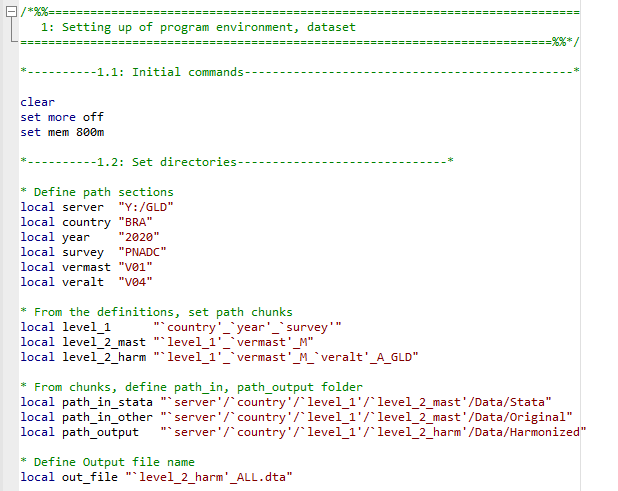 /*%%================================================================================
1: Setting up of program environment, dataset
================================================================================%%*/
*----------1.1: Initial commands------------------------------------------------*
clear
set more off
set mem 800m
*----------1.2: Set directories------------------------------*
* Define path sections
local server  "Y:/GLD"
local country "BRA"
local year    "2020"
local survey  "PNADC"
local vermast "V01"
local veralt  "V04"
* From the definitions, set path chunks
local level_1      "`country'_`year'_`survey'"
local level_2_mast "`level_1'_`vermast'_M"
local level_2_harm "`level_1'_`vermast'_M_`veralt'_A_GLD"
* From chunks, define path_in, path_output folder
local path_in_stata "`server'/`country'/`level_1'/`level_2_mast'/Data/Stata"
local path_in_other "`server'/`country'/`level_1'/`level_2_mast'/Data/Original"
local path_output   "`server'/`country'/`level_1'/`level_2_harm'/Data/Harmonized"
* Define Output file name
local out_file "`level_2_harm'_ALL.dta"